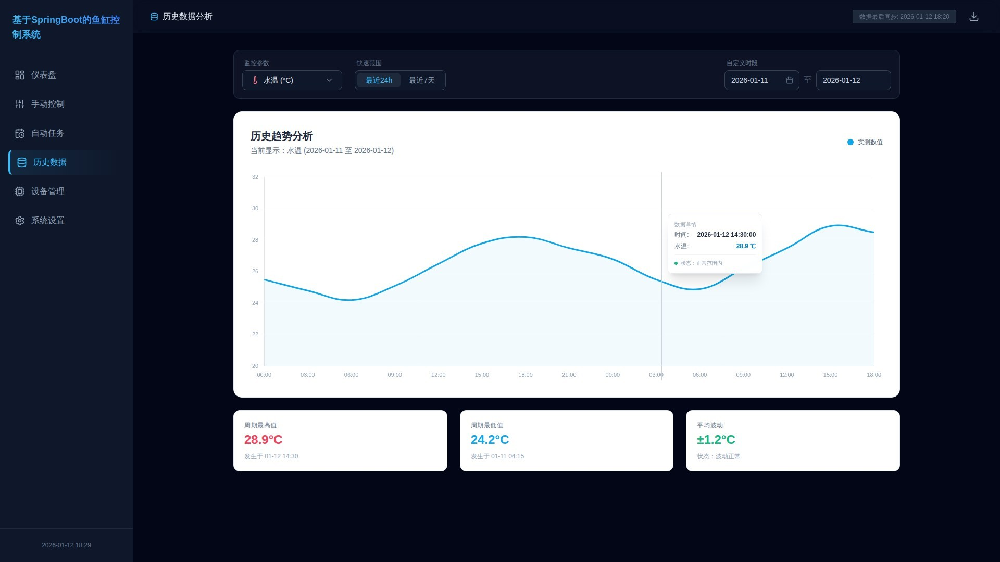 基于SpringBoot的鱼缸控
制系统
仪表盘
手动控制
自动任务
历史数据
设备管理
系统设置
2026-01-12 18:29
历史数据分析
数据最后同步: 2026-01-12 18:20
监控参数
水温 (°C)
快速范围
最近24h
最近7天
自定义时段
2026-01-11
至
2026-01-12
历史趋势分析
当前显示：水温 (2026-01-11 至 2026-01-12)
实测数值
32
30
28
26
24
22
20
00:00
03:00
06:00
09:00
12:00
15:00
18:00
21:00
00:00
03:00
06:00
09:00
12:00
15:00
18:00
数据详情
时间: 2026-01-12 14:30:00
水温: 28.9 ℃
状态：正常范围内
周期最高值
28.9°C
发生于 01-12 14:30
周期最低值
24.2°C
发生于 01-11 04:15
平均波动
±1.2°C
状态：波动正常